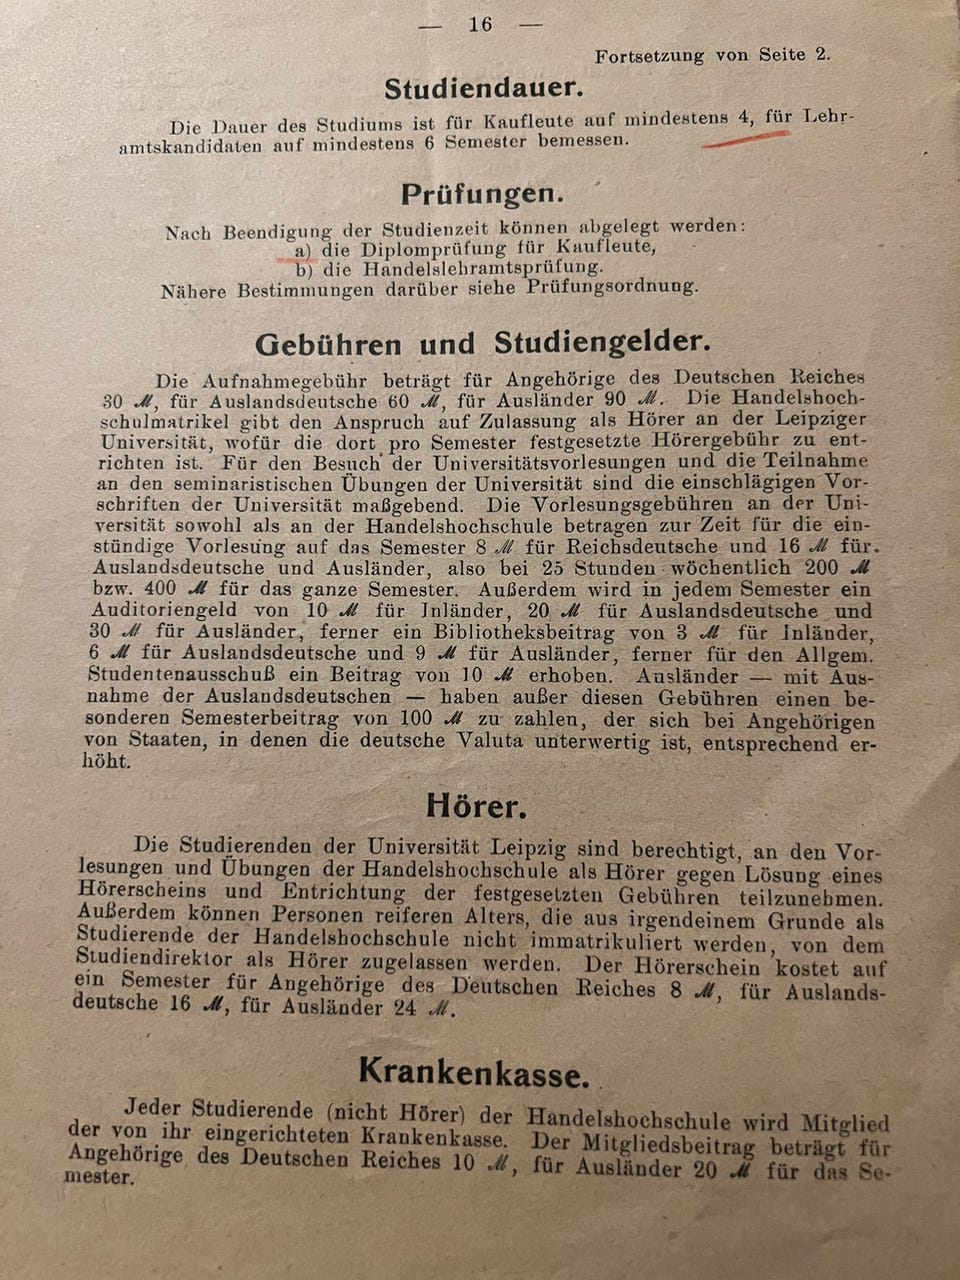 — 16 —
Fortsetzung von Seite 2.
Studiendauer.
Die Dauer des Studiums ist für Kaufleute auf mindestens 4, für Lehr-
amtskandidaten auf mindestens 6 Semester bemessen.
Prüfungen.
Nach Beendigung der Studienzeit können abgelegt werden:
a) die Diplomprüfung für Kaufleute,
b) die Handelslehramtsprüfung.
Nähere Bestimmungen darüber siehe Prüfungsordnung.
Gebühren und Studiengelder.
Die Aufnahmegebühr beträgt für Angehörige des Deutschen Reiches
30 ℳ, für Auslandsdeutsche 60 ℳ, für Ausländer 90 ℳ. Die Handelshoch-
schulmatrikel gibt den Anspruch auf Zulassung als Hörer an der Leipziger
Universität, wofür die dort pro Semester festgesetzte Hörergebühr zu ent-
richten ist. Für den Besuch der Universitätsvorlesungen und die Teilnahme
an den seminaristischen Übungen der Universität sind die einschlägigen Vor-
schriften der Universität maßgebend. Die Vorlesungsgebühren an der Uni-
versität sowohl als an der Handelshochschule betragen zur Zeit für die ein-
stündige Vorlesung auf das Semester 8 ℳ für Reichsdeutsche und 16 ℳ für
Auslandsdeutsche und Ausländer, also bei 25 Stunden wöchentlich 200 ℳ
bzw. 400 ℳ für das ganze Semester. Außerdem wird in jedem Semester ein
Auditoriengeld von 10 ℳ für Inländer, 20 ℳ für Auslandsdeutsche und
30 ℳ für Ausländer, ferner ein Bibliotheksbeitrag von 3 ℳ für Inländer,
6 ℳ für Auslandsdeutsche und 9 ℳ für Ausländer, ferner für den Allgem.
Studentenausschuß ein Beitrag von 10 ℳ erhoben. Ausländer — mit Aus-
nahme der Auslandsdeutschen — haben außer diesen Gebühren einen be-
sonderen Semesterbeitrag von 100 ℳ zu zahlen, der sich bei Angehörigen
von Staaten, in denen die deutsche Valuta unterwertig ist, entsprechend er-
höht.
Hörer.
Die Studierenden der Universität Leipzig sind berechtigt, an den Vor-
lesungen und Übungen der Handelshochschule als Hörer gegen Lösung eines
Hörerscheins und Entrichtung der festgesetzten Gebühren teilzunehmen.
Außerdem können Personen reiferen Alters, die aus irgendeinem Grunde als
Studierende der Handelshochschule nicht immatrikuliert werden, von dem
Studiendirektor als Hörer zugelassen werden. Der Hörerschein kostet auf
ein Semester für Angehörige des Deutschen Reiches 8 ℳ, für Auslands-
deutsche 16 ℳ, für Ausländer 24 ℳ.
Krankenkasse.
Jeder Studierende (nicht Hörer) der Handelshochschule wird Mitglied
der von ihr eingerichteten Krankenkasse. Der Mitgliedsbeitrag beträgt für
Angehörige des Deutschen Reiches 10 ℳ, für Ausländer 20 ℳ für das Se-
mester.